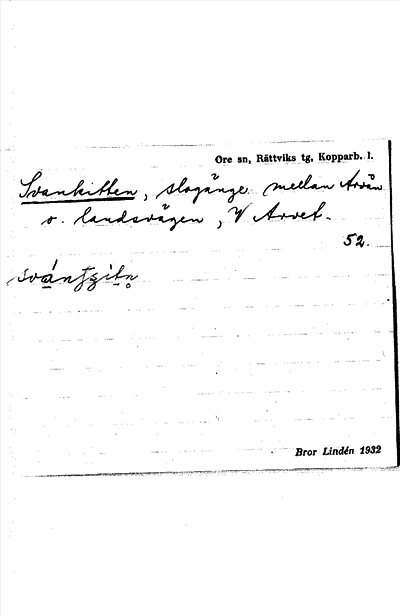 Ore sn, Rättviks tg, Kopparb. l.
Svankitten, slogänge mellan Arvån
o. landsvägen, V Arvet.
52.
Bror Lindén 1932